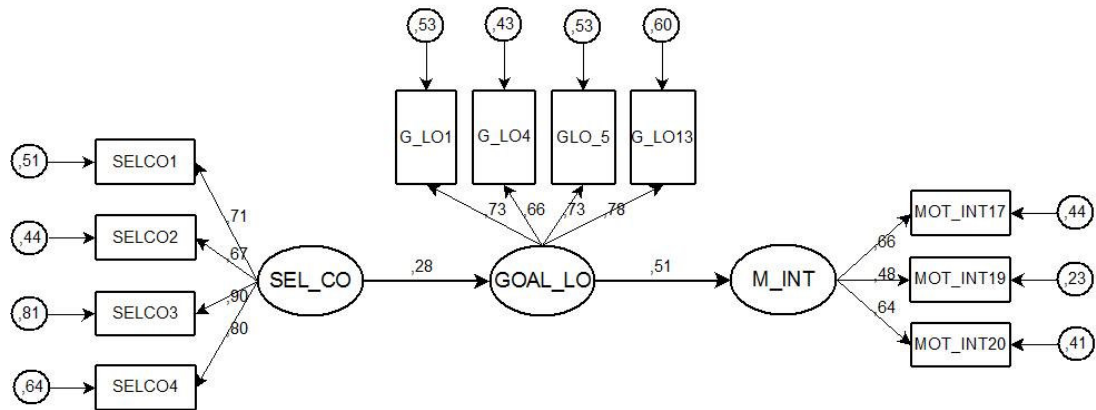 ,53
,43
,53
,60
G_LO1
G_LO4
GLO_5
G_LO13
,51
SELCO1
,44
SELCO2
,81
SELCO3
,64
SELCO4
,71
,67
,90
,80
,73
,66
,73
,78
SEL_CO
,28
GOAL_LO
,51
M_INT
,66
,48
,64
MOT_INT17
,44
MOT_INT19
,23
MOT_INT20
,41